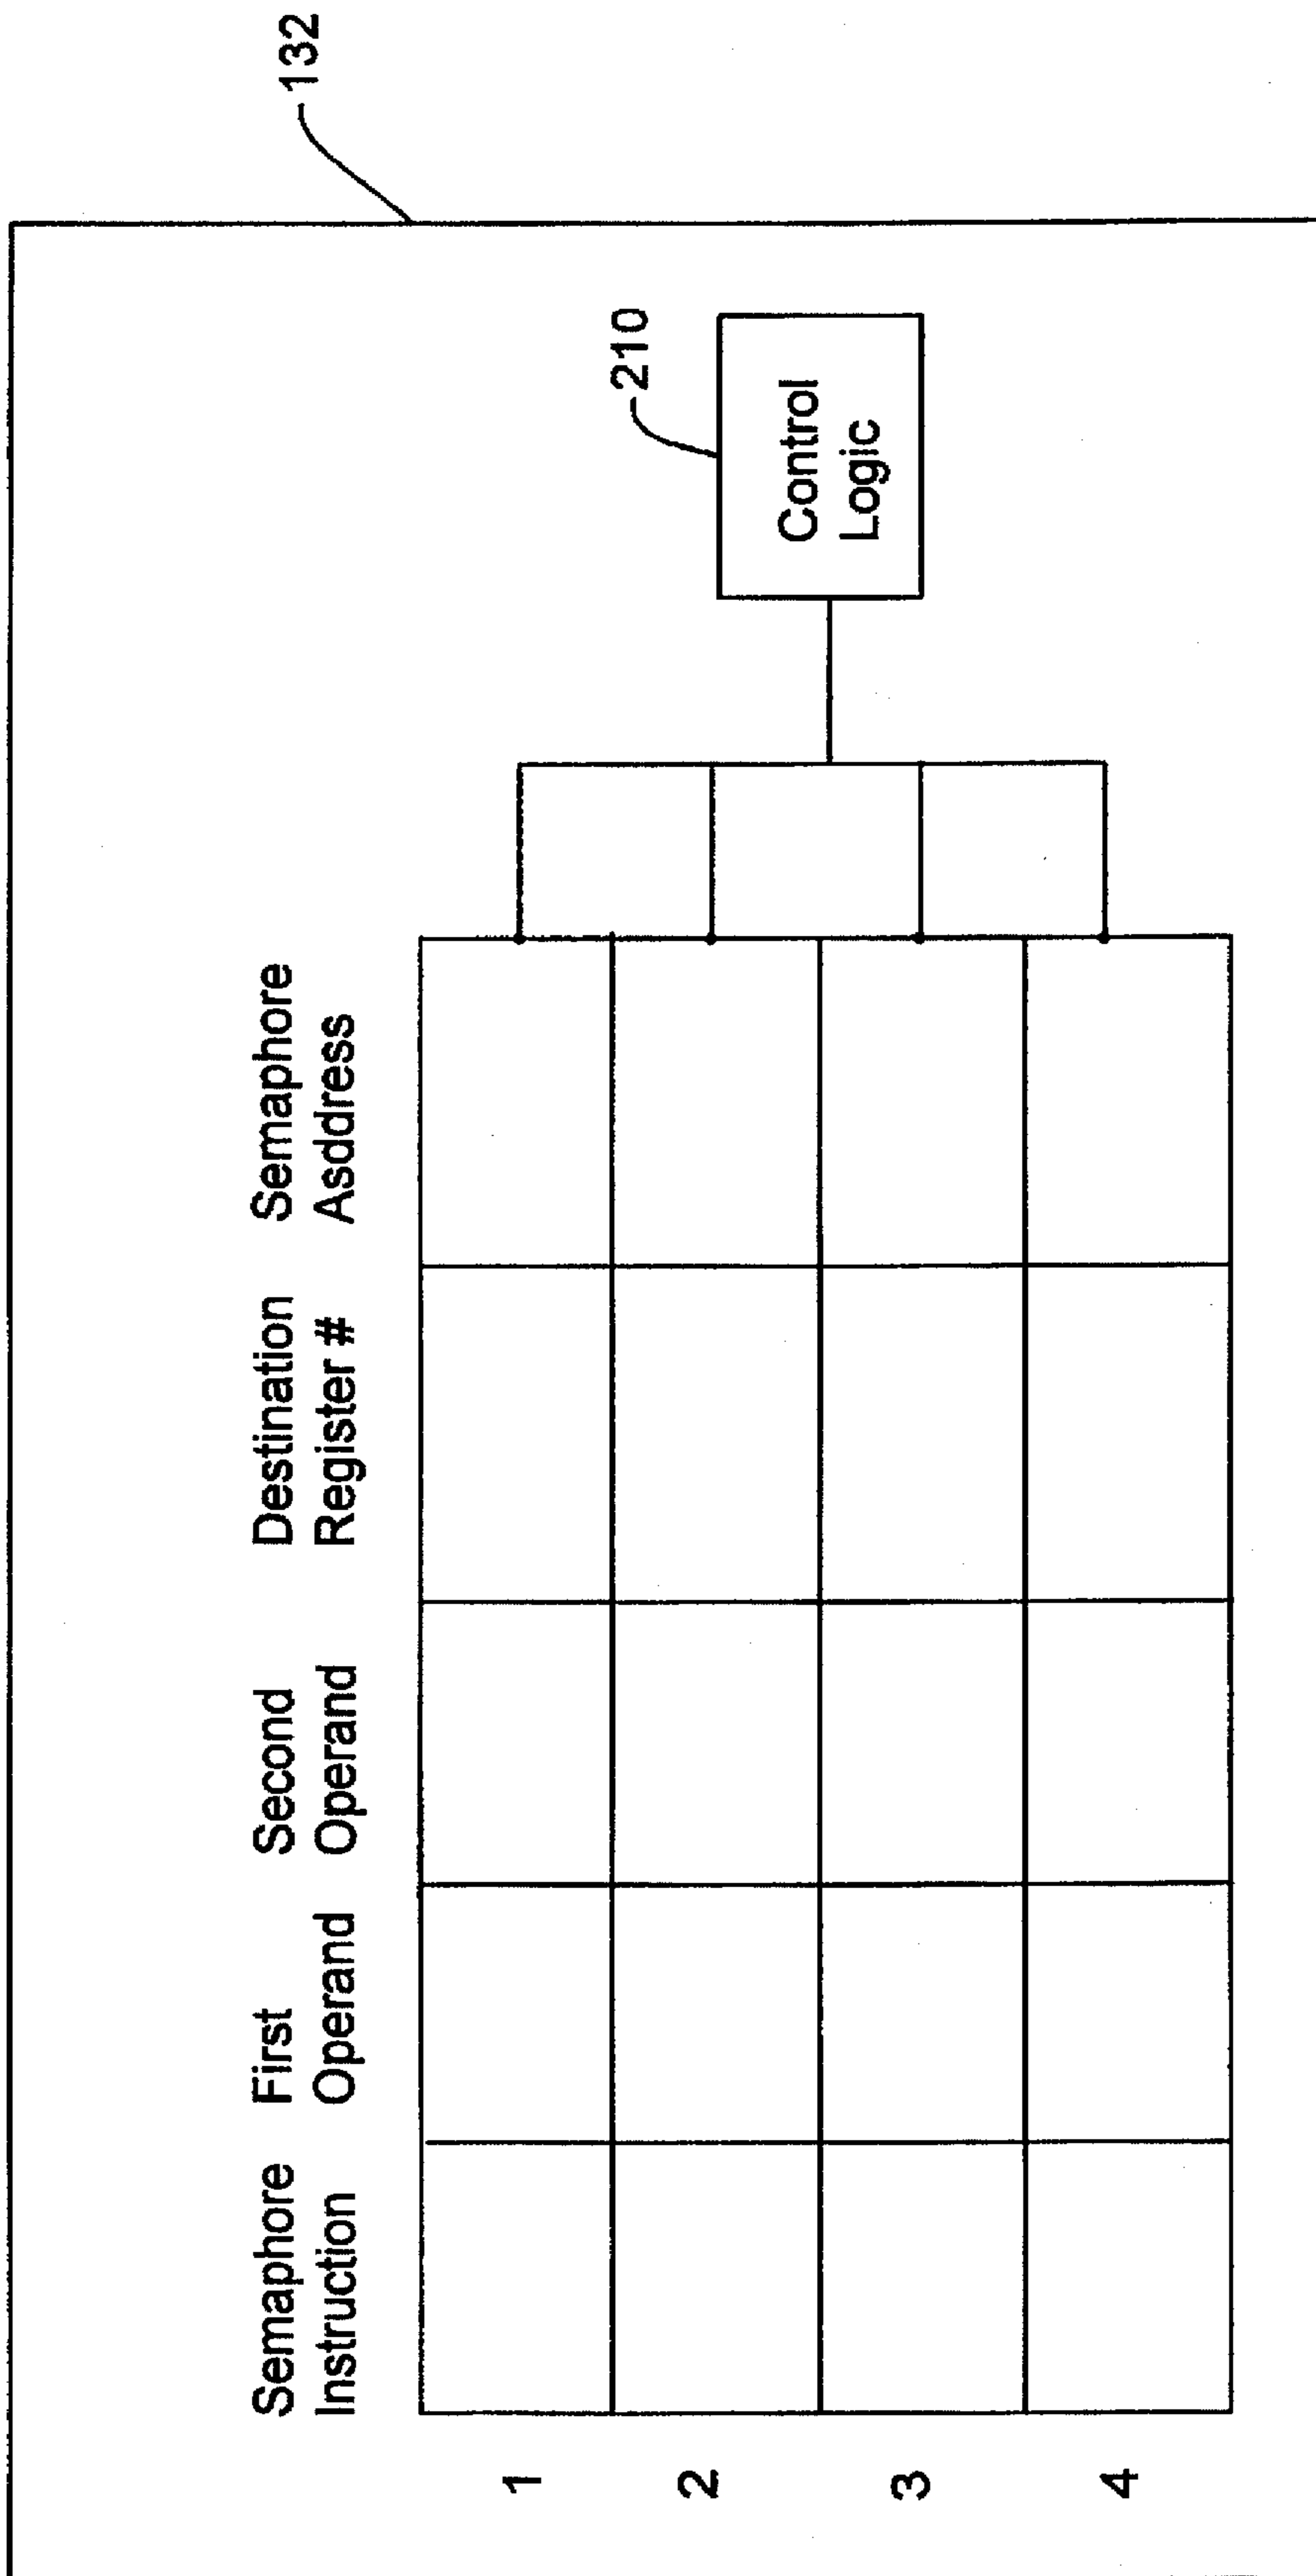 132
Semaphore
Instruction
First
Operand
Second
Operand
Destination
Register #
Semaphore
Asddress
210
Control
Logic
1
2
3
4